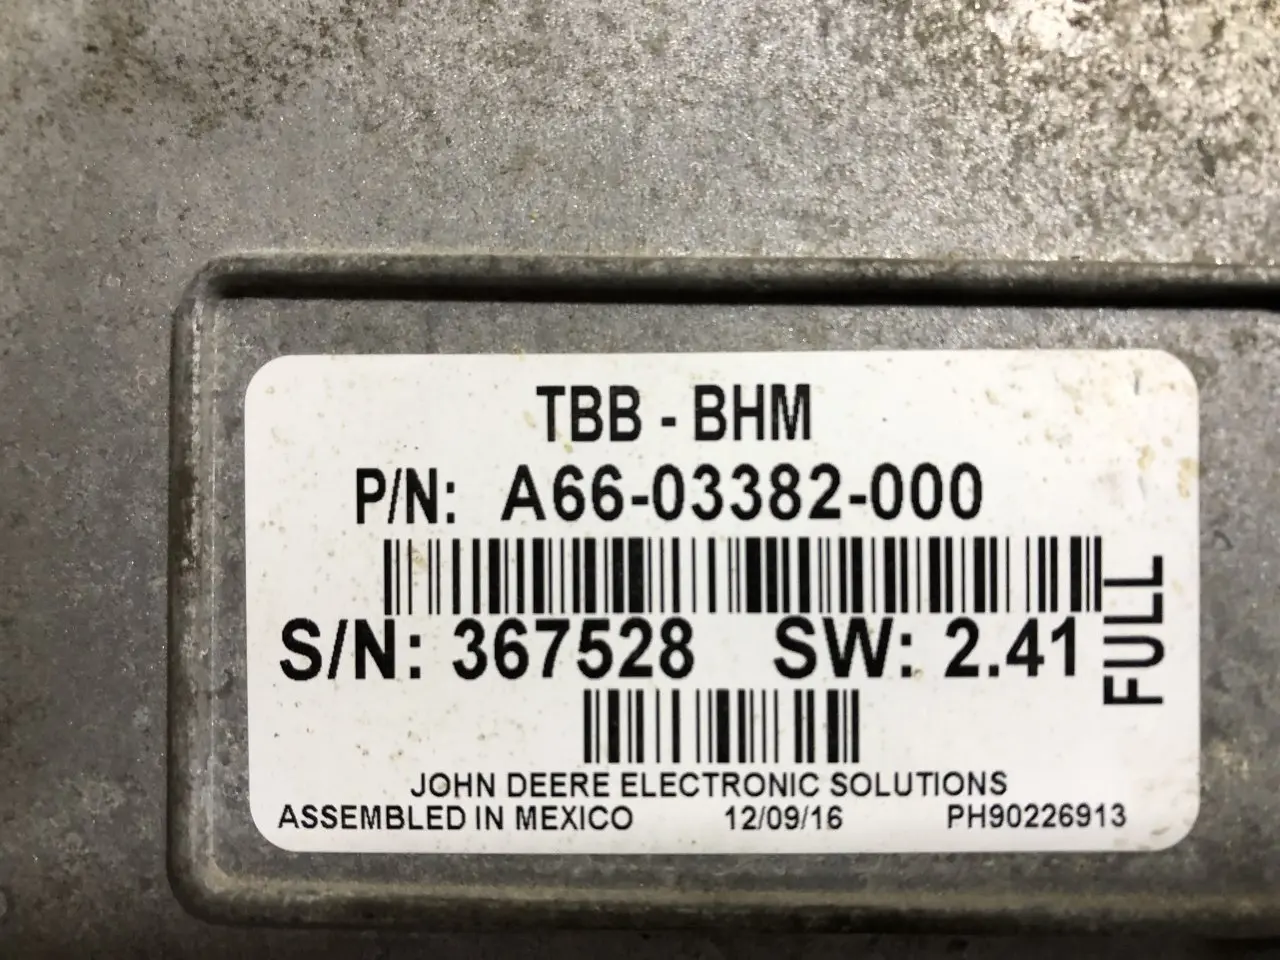 TBB - BHM
P/N: A66-03382-000
S/N: 367528 SW: 2.41
FULL
JOHN DEERE ELECTRONIC SOLUTIONS
ASSEMBLED IN MEXICO 12/09/16 PH90226913